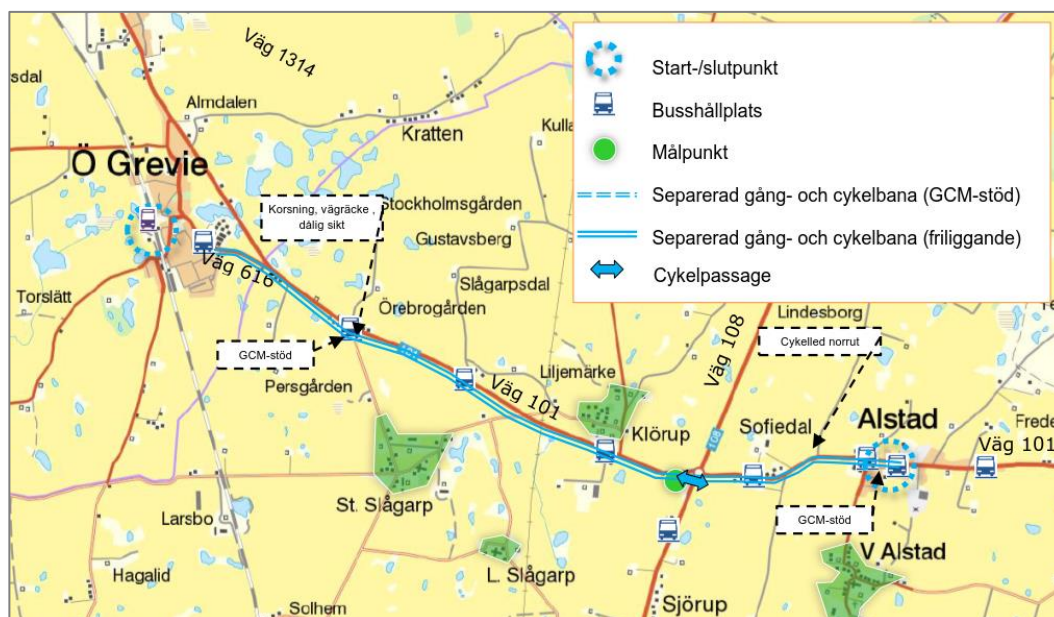 Väg 1314
Start-/slutpunkt
Busshållplats
Målpunkt
Separerad gång- och cykelbana (GCM-stöd)
Separerad gång- och cykelbana (friliggande)
Cykelpassage
sdal
Almdalen
Kratten
Kulla
Ö Grevie
Korsning, vägräcke ,
dålig sikt
Stockholmsgården
Gustavsberg
Väg 616
Slågarpsdal
Torslätt
Örebrogården
Lindesborg
Väg 108
GCM-stöd
Cykelled norrut
Persgården
Liljemärke
Väg 101
Klörup
108
Sofiedal
Alstad
Frede
Väg 101
St. Slågarp
Larsbo
GCM-stöd
L. Slågarp
V Alstad
Hagalid
Solhem
Sjörup